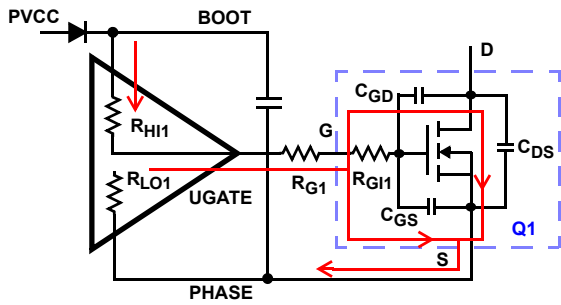 PVCC
BOOT
D
CGD
RHI1
G
CDS
RLO1
RG1
RGI1
UGATE
CGS
Q1
S
PHASE